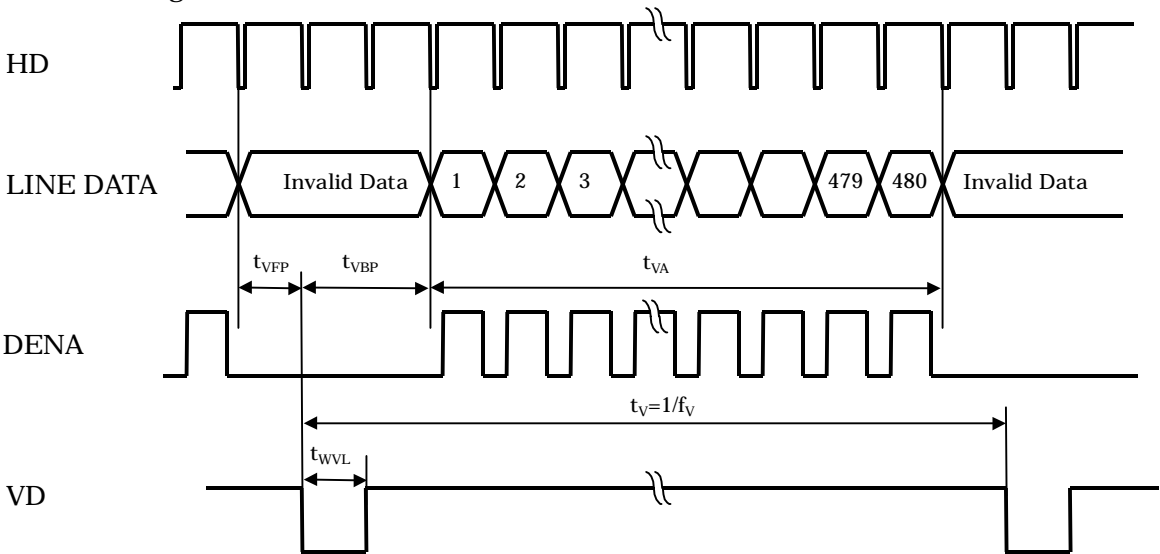 HD
LINE DATA
Invalid Data 1 2 3 479 480 Invalid Data
tVFP tVBP tVA
DENA
tV=1/fV
tWVL
VD